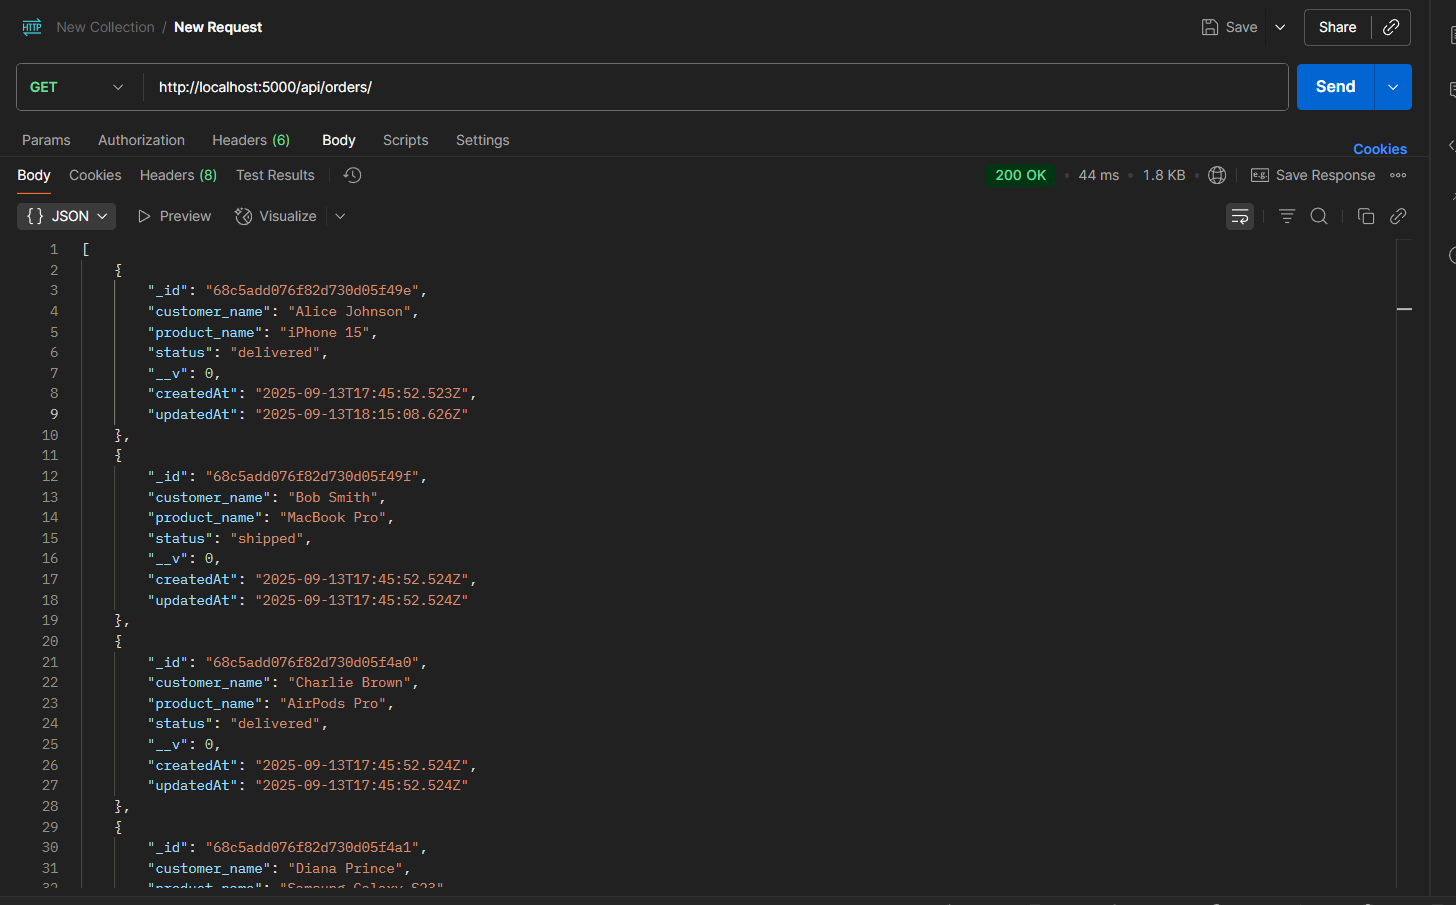 HTTP New Collection / New Request Save Share
GET http://localhost:5000/api/orders/ Send
Params Authorization Headers (6) Body Scripts Settings Cookies
Body Cookies Headers (8) Test Results 200 OK • 44 ms • 1.8 KB • e.g. Save Response
{} JSON Preview Visualize
1 [
2 {
3 "_id": "68c5add076f82d730d05f49e",
4 "customer_name": "Alice Johnson",
5 "product_name": "iPhone 15",
6 "status": "delivered",
7 "__v": 0,
8 "createdAt": "2025-09-13T17:45:52.523Z",
9 "updatedAt": "2025-09-13T18:15:08.626Z"
10 },
11 {
12 "_id": "68c5add076f82d730d05f49f",
13 "customer_name": "Bob Smith",
14 "product_name": "MacBook Pro",
15 "status": "shipped",
16 "__v": 0,
17 "createdAt": "2025-09-13T17:45:52.524Z",
18 "updatedAt": "2025-09-13T17:45:52.524Z"
19 },
20 {
21 "_id": "68c5add076f82d730d05f4a0",
22 "customer_name": "Charlie Brown",
23 "product_name": "AirPods Pro",
24 "status": "delivered",
25 "__v": 0,
26 "createdAt": "2025-09-13T17:45:52.524Z",
27 "updatedAt": "2025-09-13T17:45:52.524Z"
28 },
29 {
30 "_id": "68c5add076f82d730d05f4a1",
31 "customer_name": "Diana Prince",
32 "product_name": "Samsung Galaxy S23"